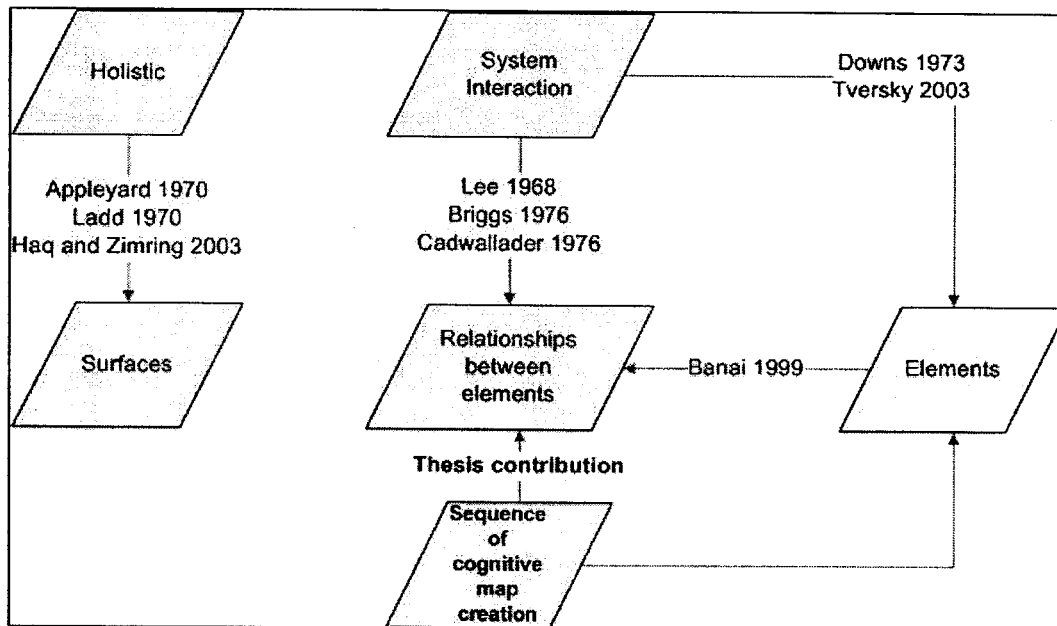 Holistic
System
Interaction
Downs 1973
Tversky 2003
Appleyard 1970
Ladd 1970
Haq and Zimring 2003
Lee 1968
Briggs 1976
Cadwallader 1976
Surfaces
Relationships
between
elements
Banai 1999
Elements
Thesis contribution
Sequence
of
cognitive
map
creation